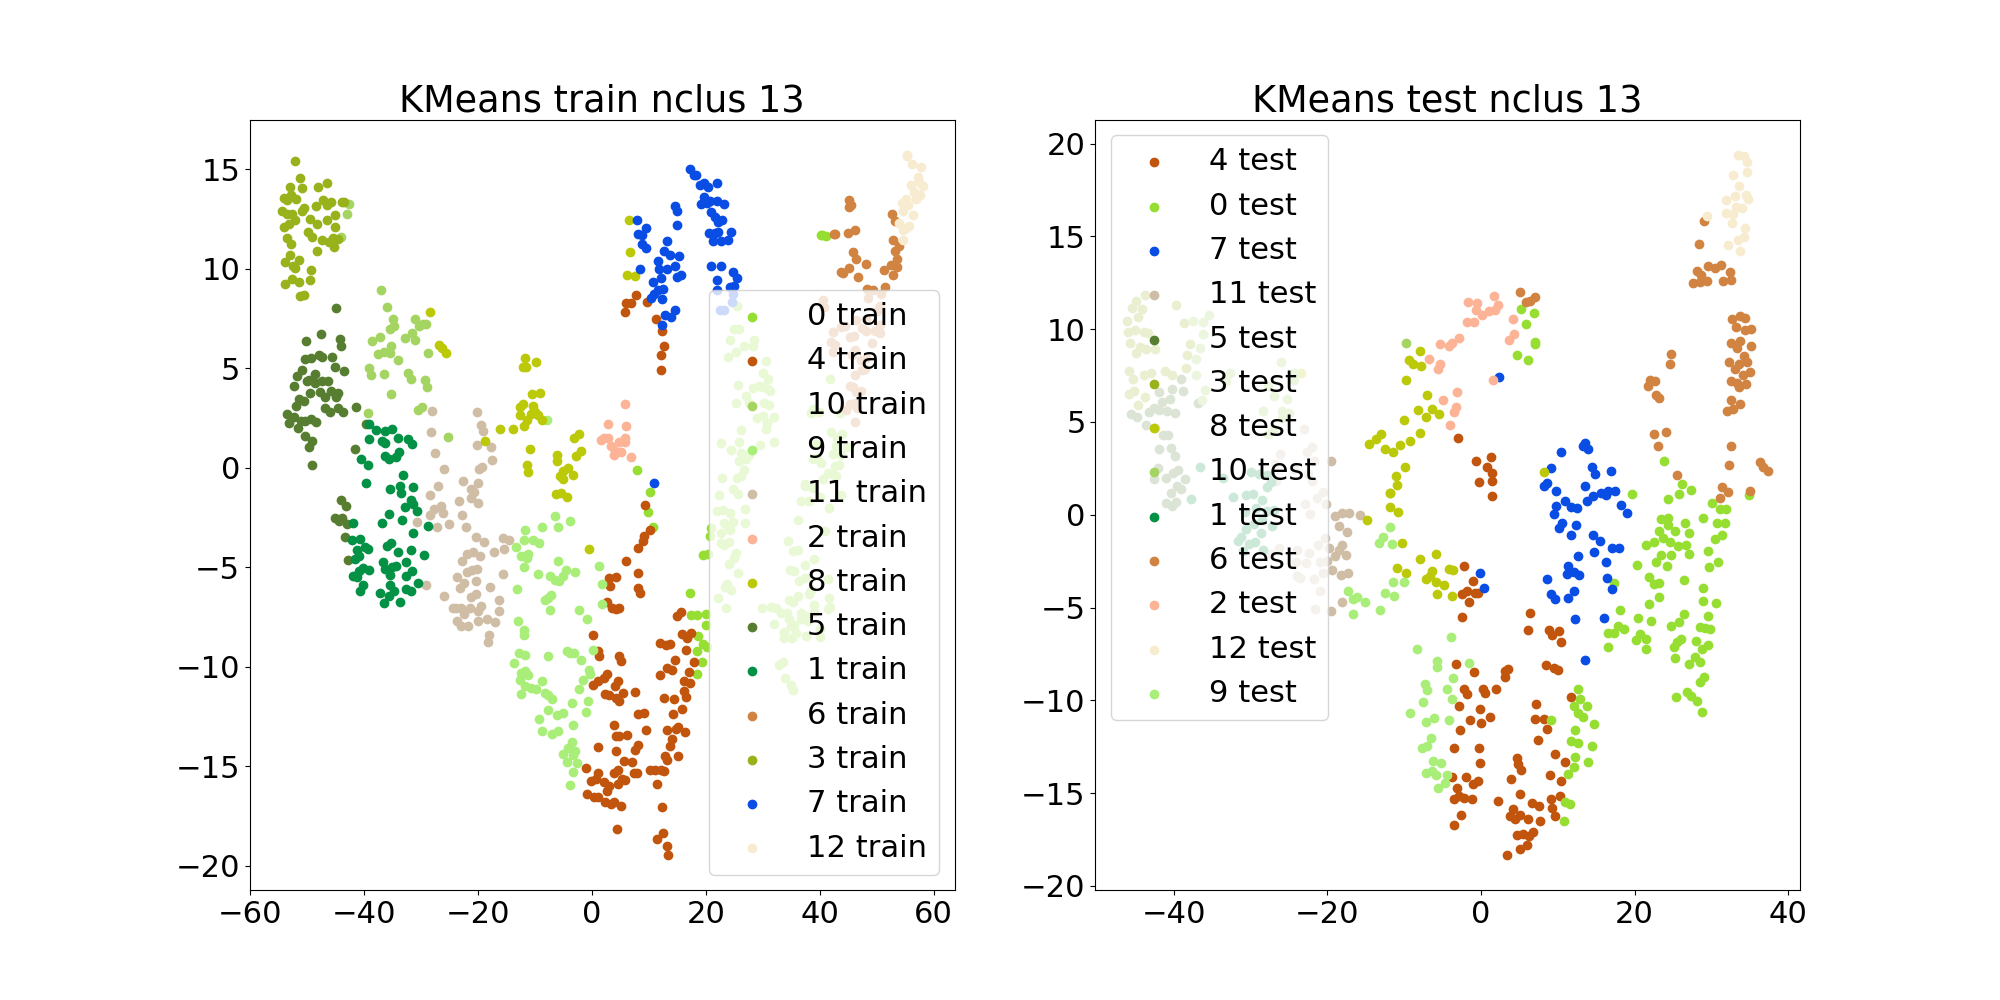 KMeans train nclus 13
15
10
5
0
−5
−10
−15
−20
−60
−40
−20
0
20
40
60
0 train
4 train
10 train
9 train
11 train
2 train
8 train
5 train
1 train
6 train
3 train
7 train
12 train
KMeans test nclus 13
20
15
10
5
0
−5
−10
−15
−20
−40
−20
0
20
40
4 test
0 test
7 test
11 test
5 test
3 test
8 test
10 test
1 test
6 test
2 test
12 test
9 test